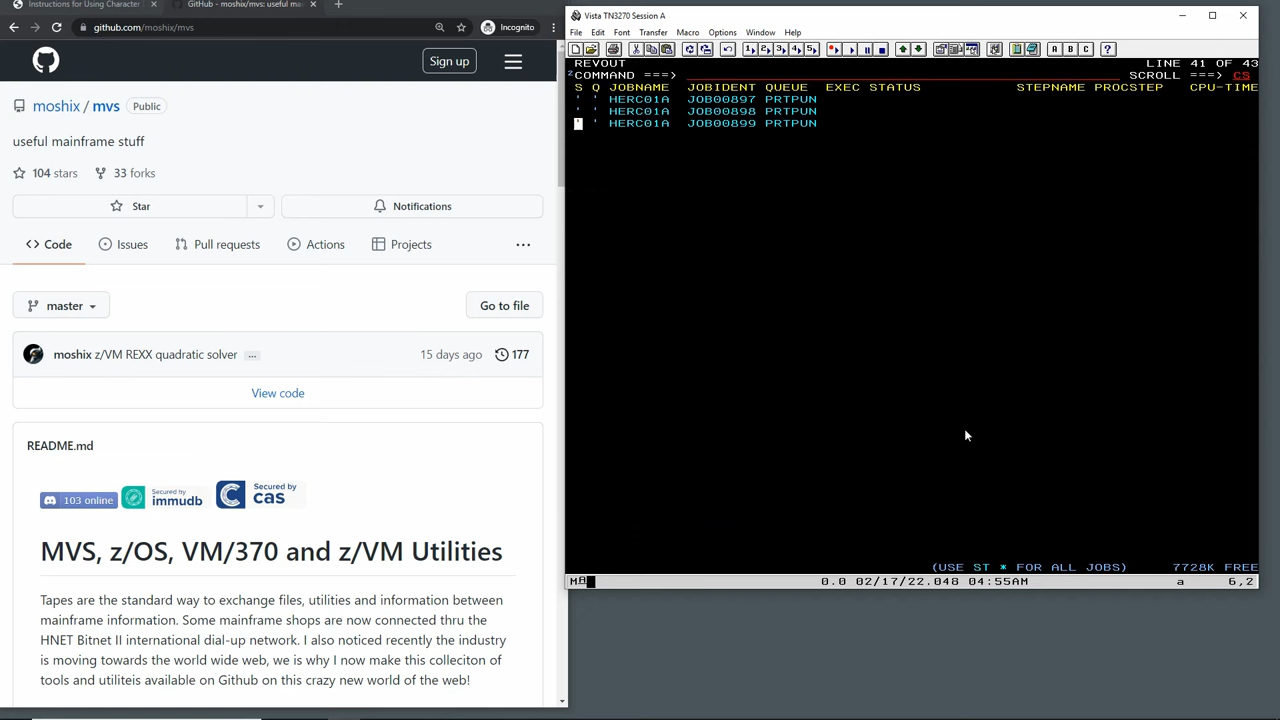 Instructions for Using Character
GitHub - moshix/mvs: useful ma
github.com/moshix/mvs
Incognito
Sign up
moshix / mvs Public
useful mainframe stuff
104 stars 33 forks
Star
Notifications
Code
Issues
Pull requests
Actions
Projects
...
master
Go to file
moshix z/VM REXX quadratic solver ...
15 days ago
177
View code
README.md
103 online
Secured by
immudb
Secured by
cas
MVS, z/OS, VM/370 and z/VM Utilities
Tapes are the standard way to exchange files, utilities and information between
mainframe information. Some mainframe shops are now connected thru the
HNET Bitnet II international dial-up network. I also noticed recently the industry
is moving towards the world wide web, we is why I now make this colleciton of
tools and utiliteis available on Github on this crazy new world of the web!
Vista TN3270 Session A
File Edit Font Transfer Macro Options Window Help
1 2 3 4 5 A B C ?
REVOUT LINE 41 OF 43
COMMAND ===> SCROLL ===> CS
S Q JOBNAME JOBIDENT QUEUE EXEC STATUS STEPNAME PROCSTEP CPU-TIME
' ' HERC01A JOB00897 PRTPUN
' ' HERC01A JOB00898 PRTPUN
' ' HERC01A JOB00899 PRTPUN
(USE ST * FOR ALL JOBS) 7728K FREE
0.0 02/17/22.048 04:55AM a 6,2